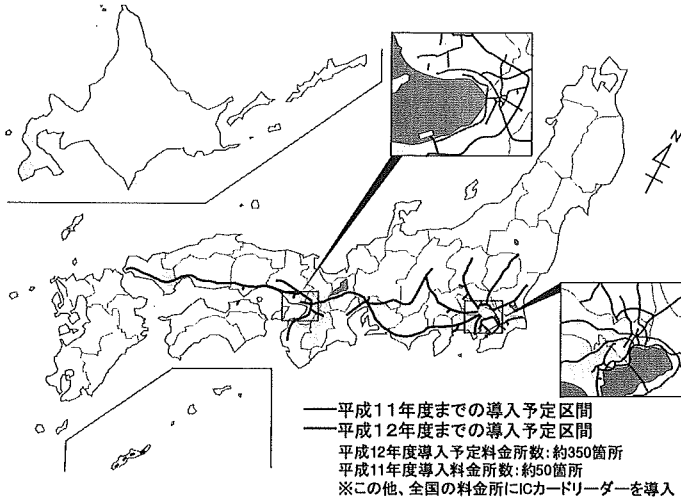 N
平成11年度までの導入予定区間
平成12年度までの導入予定区間
平成12年度導入予定料金所数:約350箇所
平成11年度導入料金所数:約50箇所
※この他、全国の料金所にICカードリーダーを導入